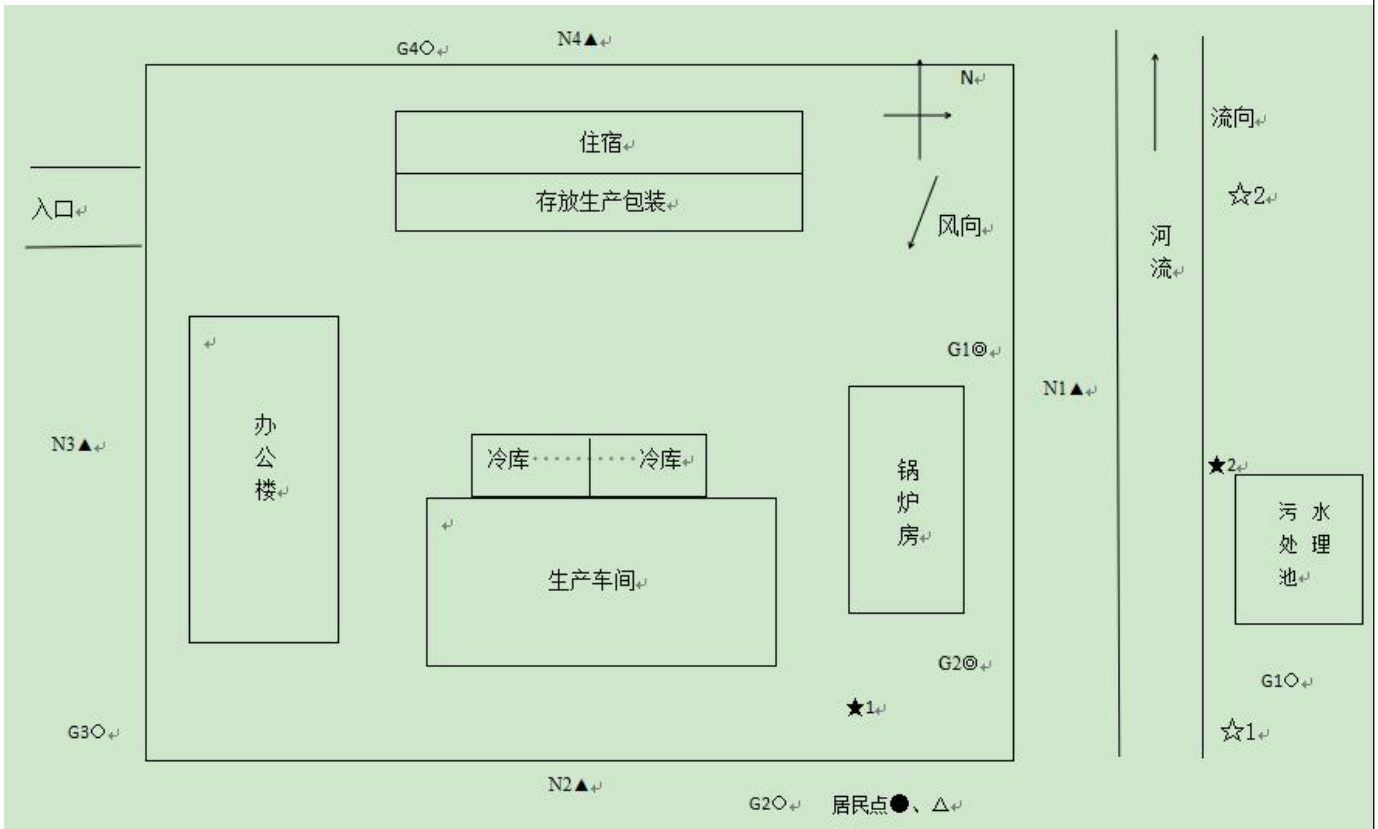 G4○
N4▲
N
住宿
流向
存放生产包装
☆2
入口
风向
河
流
G1◎
N1▲
办
公
楼
N3▲
冷库··········冷库
锅
炉
房
★2
污 水
处 理
池
生产车间
G2◎
G1○
★1
G3○
☆1
N2▲
G2○ 居民点●、△